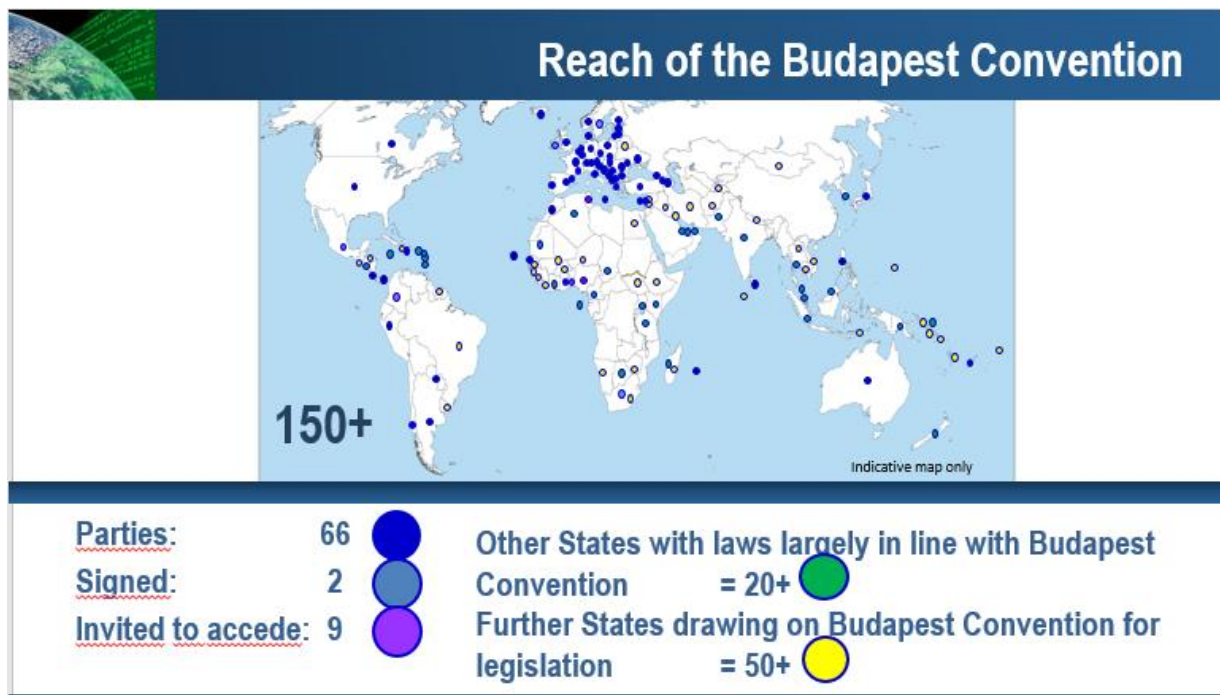 Reach of the Budapest Convention
150+
Indicative map only
Parties: 66
Signed: 2
Invited to accede: 9
Other States with laws largely in line with Budapest
Convention = 20+
Further States drawing on Budapest Convention for
legislation = 50+